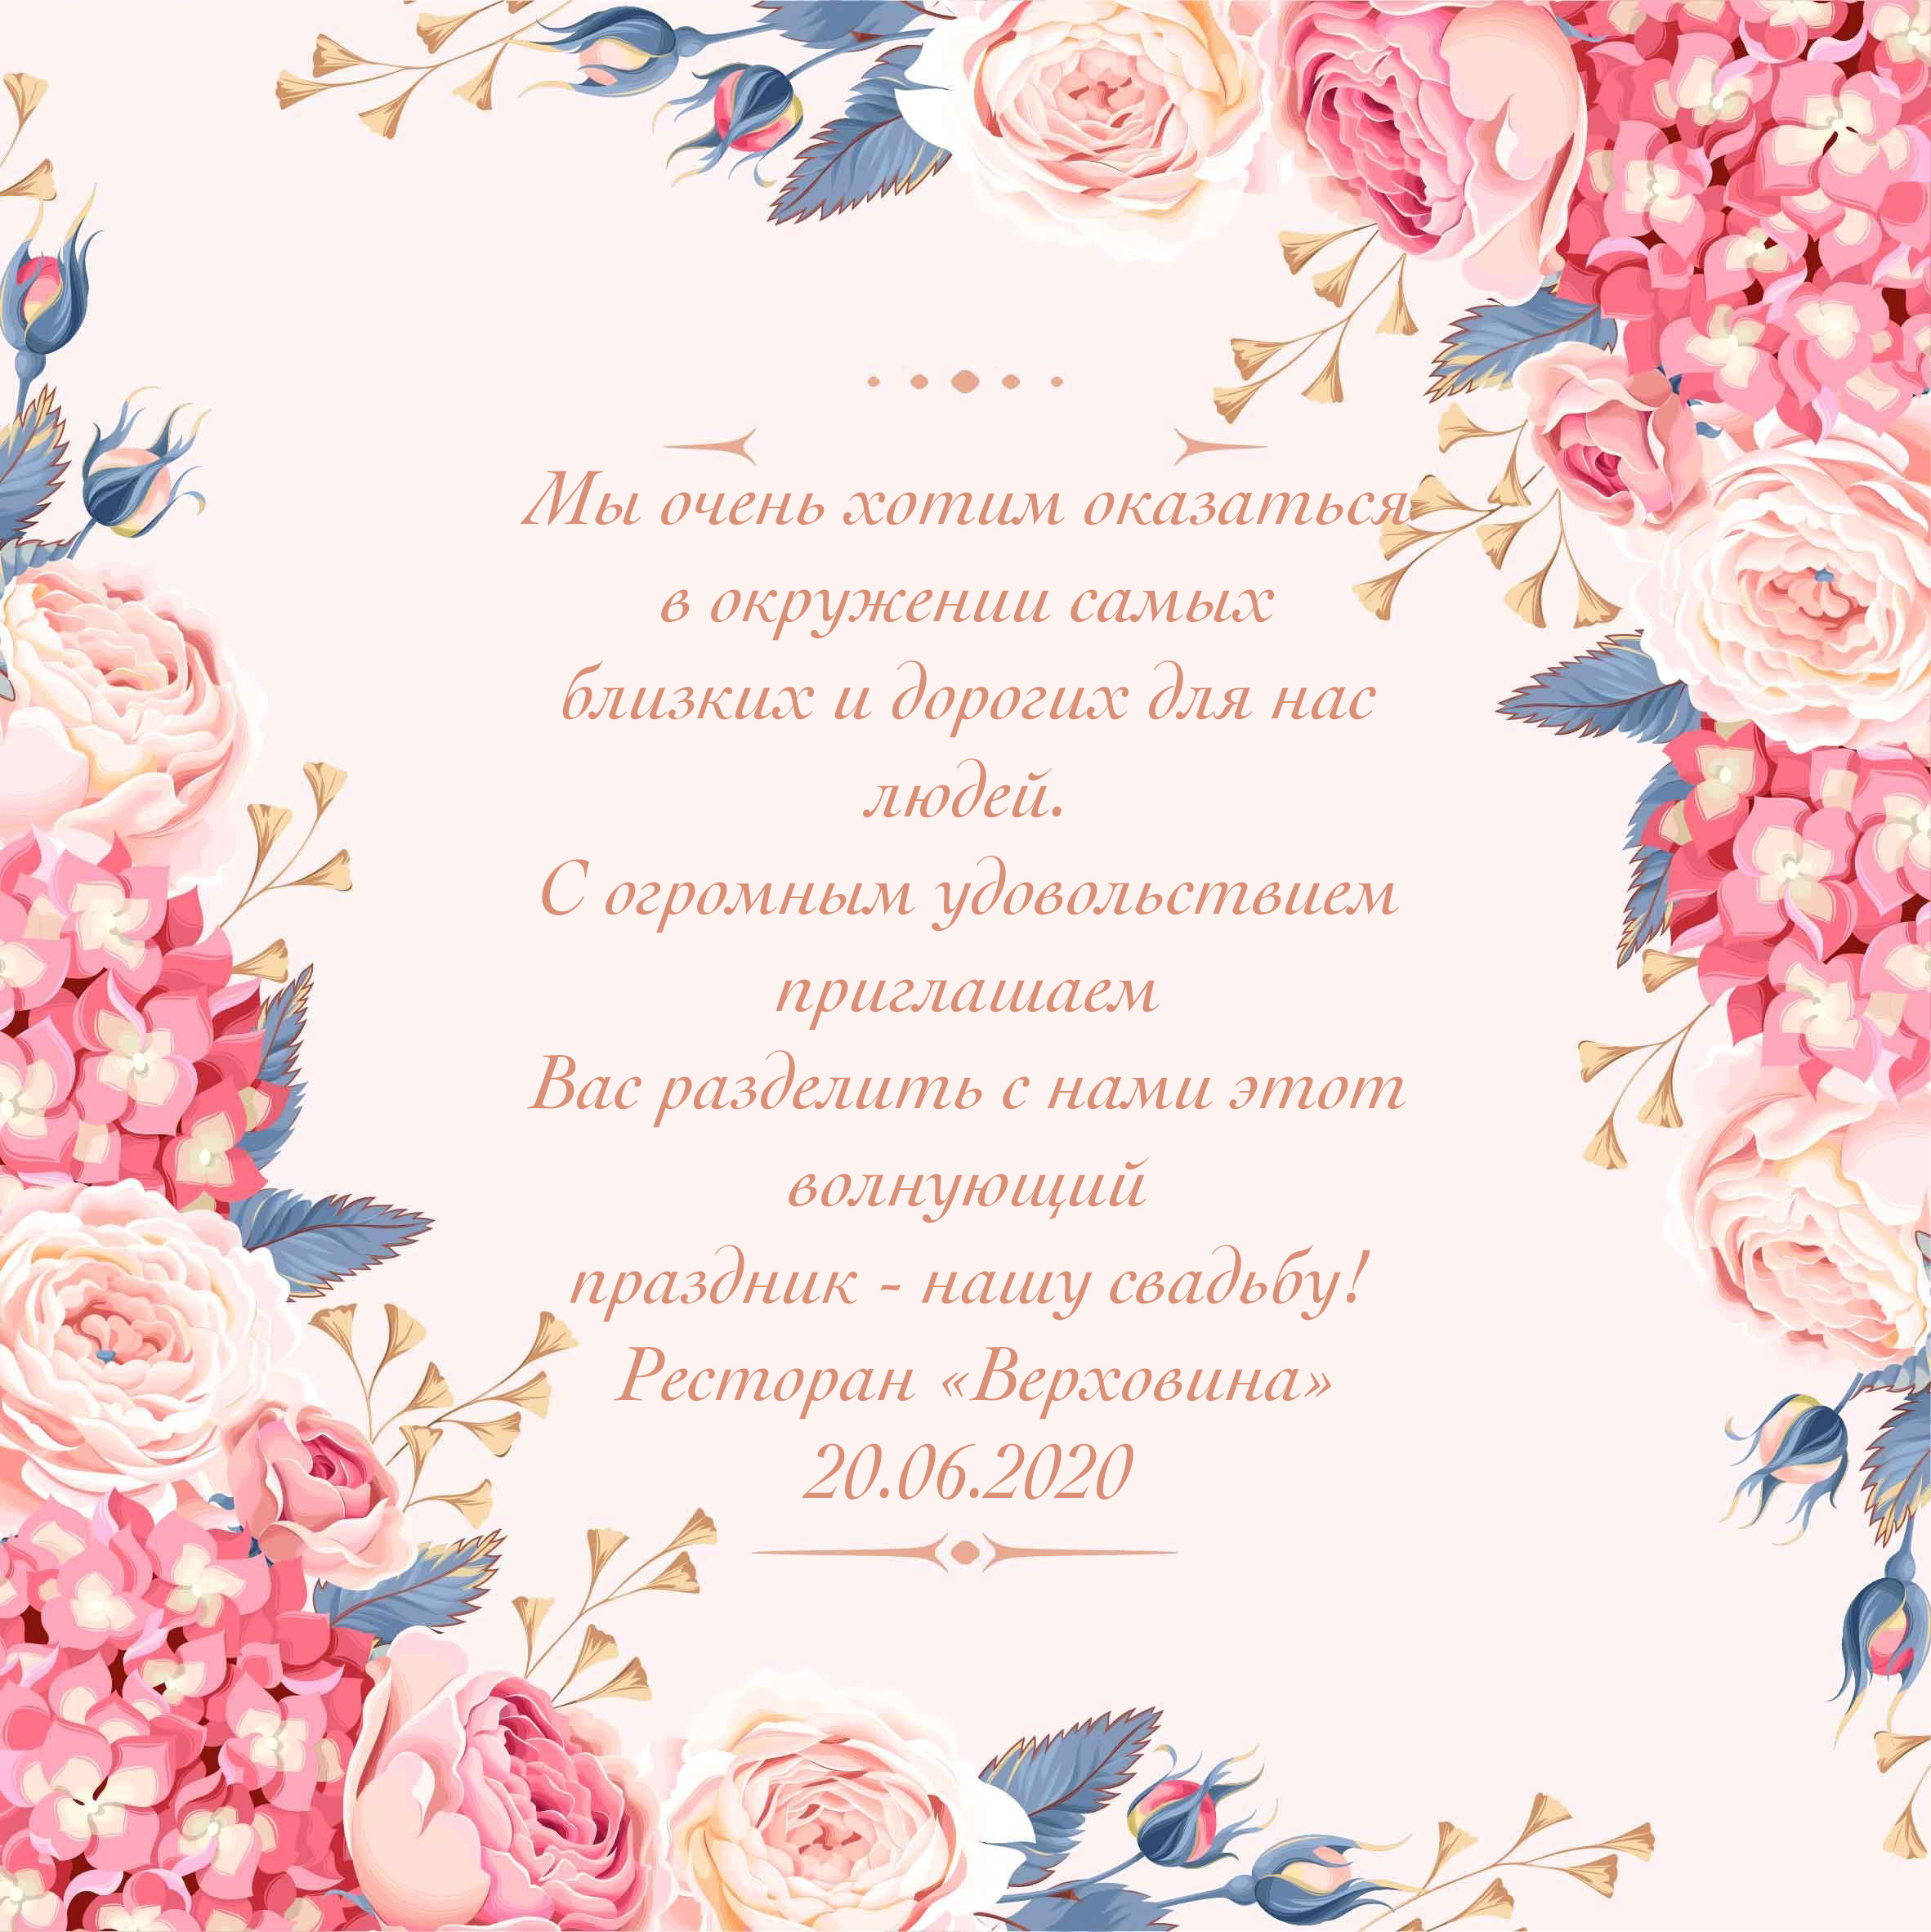 Мы очень хотим оказаться
в окружении самых
близких и дорогих для нас
людей.
С огромным удовольствием
приглашаем
Вас разделить с нами этот
волнующий
праздник - нашу свадьбу!
Ресторан «Верховина»
20.06.2020